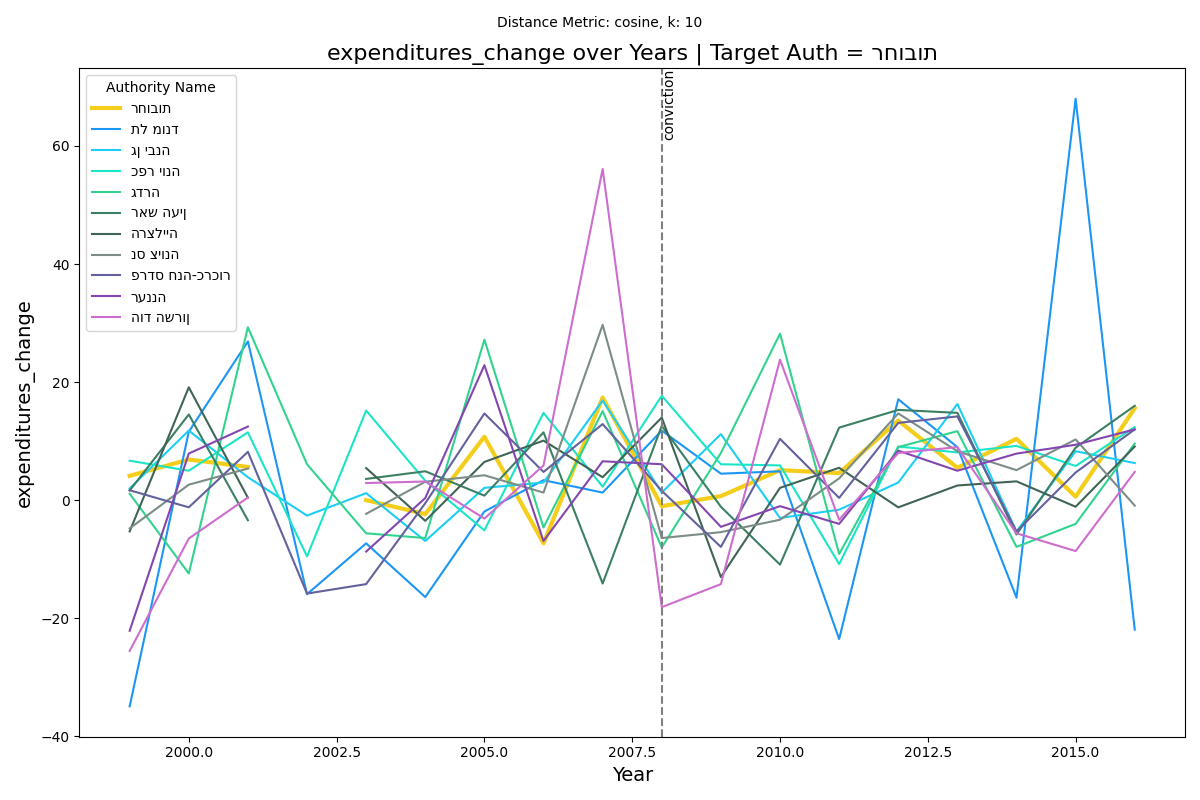 Distance Metric: cosine, k: 10
expenditures_change over Years | Target Auth = רחובות
conviction
Authority Name
רחובות
תל מונד
גן יבנה
כפר יונה
גדרה
ראש העין
הרצלייה
נס ציונה
פרדס חנה-כרכור
רעננה
הוד השרון
expenditures_change
60
40
20
0
−20
−40
2000.0 2002.5 2005.0 2007.5 2010.0 2012.5 2015.0
Year